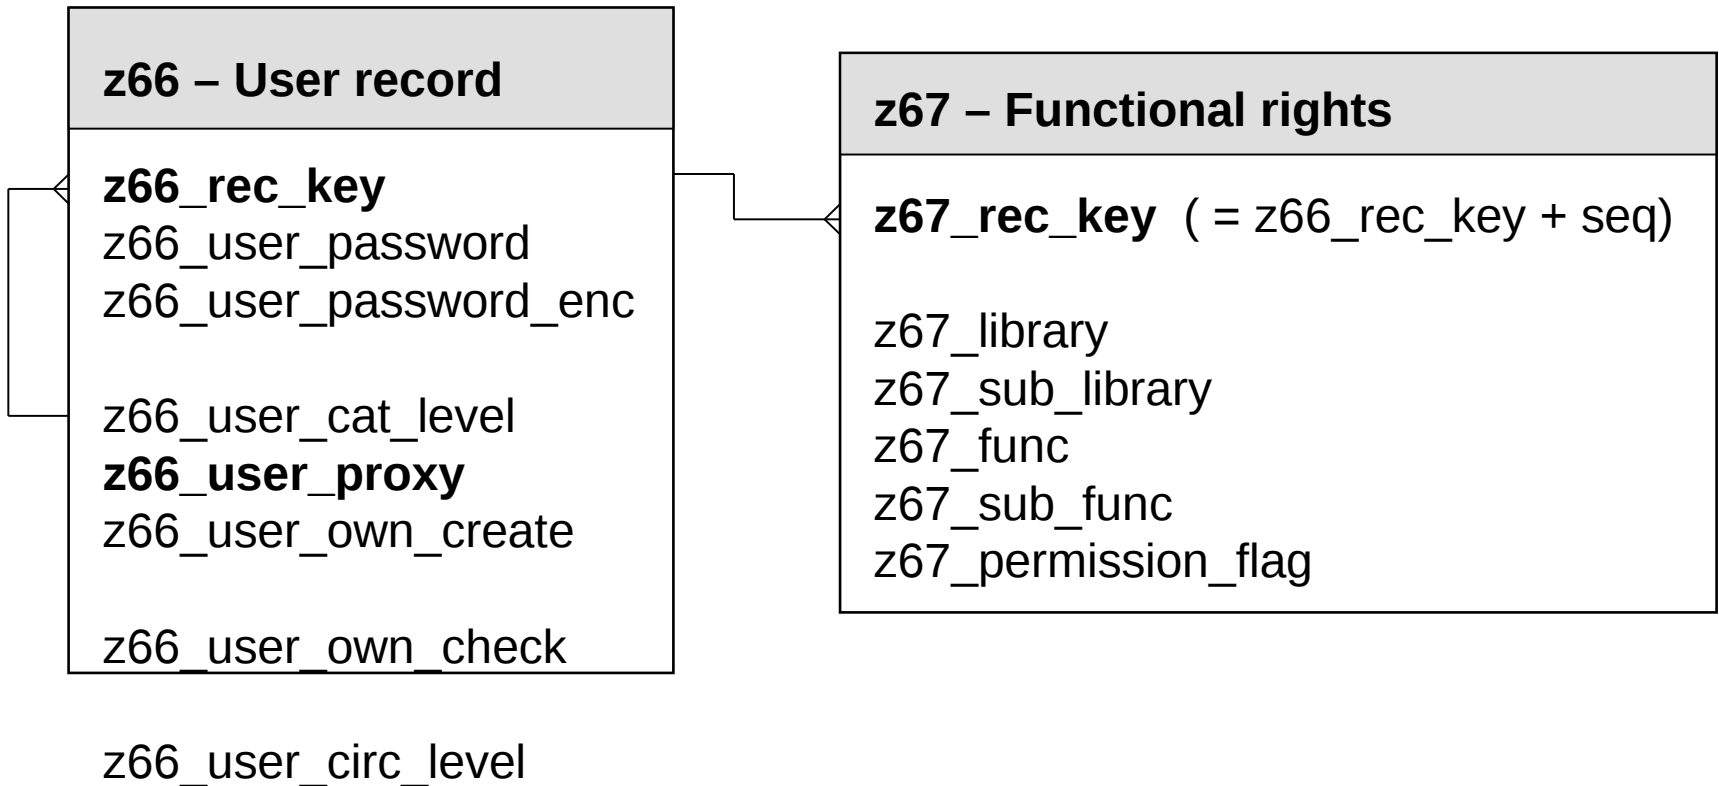 z66 – User record
z66_rec_key
z66_user_password
z66_user_password_enc
z66_user_cat_level
z66_user_proxy
z66_user_own_create
z66_user_own_check
z66_user_circ_level
z67 – Functional rights
z67_rec_key ( = z66_rec_key + seq)
z67_library
z67_sub_library
z67_func
z67_sub_func
z67_permission_flag